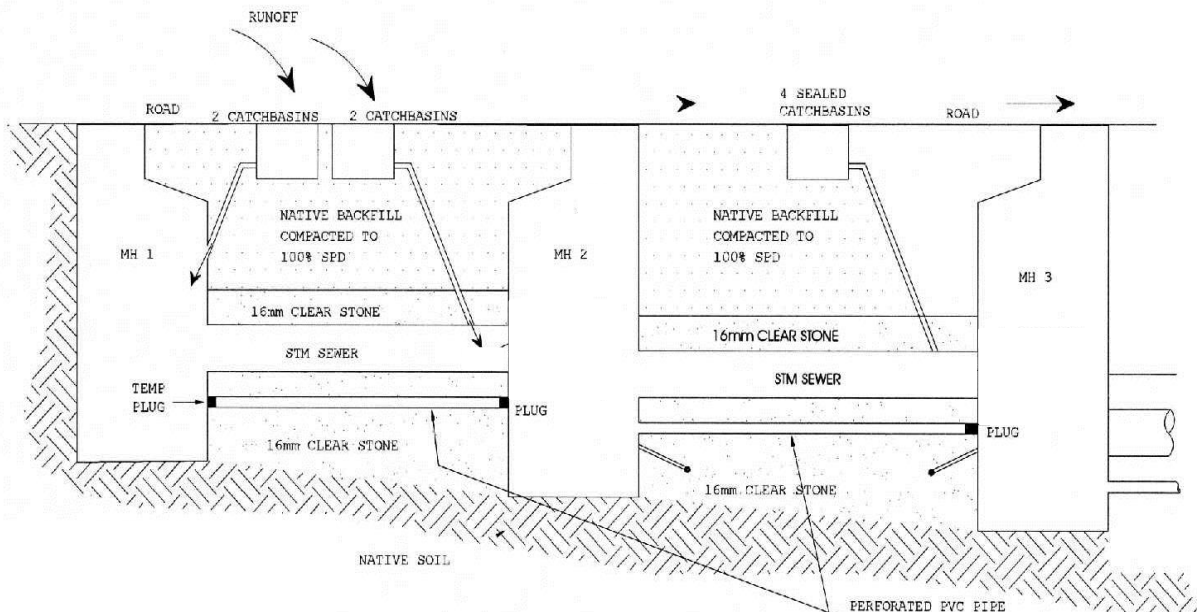 RUNOFF
4 SEALED
CATCHBASINS
ROAD
2 CATCHBASINS
2 CATCHBASINS
ROAD
NATIVE BACKFILL
COMPACTED TO
100% SPD
NATIVE BACKFILL
COMPACTED TO
100% SPD
MH 1
MH 2
MH 3
16mm CLEAR STONE
16mm CLEAR STONE
STM SEWER
STM SEWER
TEMP
PLUG
PLUG
PLUG
16mm CLEAR STONE
16mm CLEAR STONE
NATIVE SOIL
PERFORATED PVC PIPE